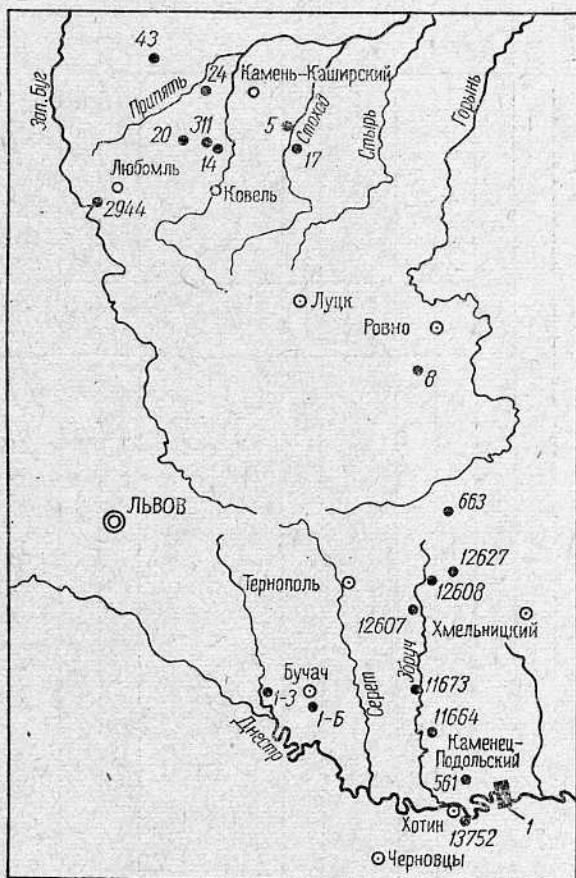 43
Зап. Буг
Припять
24
Камень-Каширский
Горынь
Стырь
Стоход
5
17
20
311
14
Любомль
Ковель
2944
Луцк
Ровно
8
ЛЬВОВ
663
12627
12608
Тернополь
12607
Хмельницкий
Збруч
Серет
Бучач
1-З
1-Б
Днестр
11673
11664
Каменец-
Подольский
561
Хотин
13752
1
Черновцы